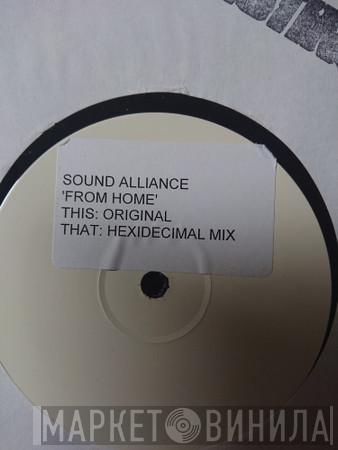 SOUND ALLIANCE
'FROM HOME'
THIS: ORIGINAL
THAT: HEXIDECIMAL MIX
МАРКЕТ ВИНИЛА